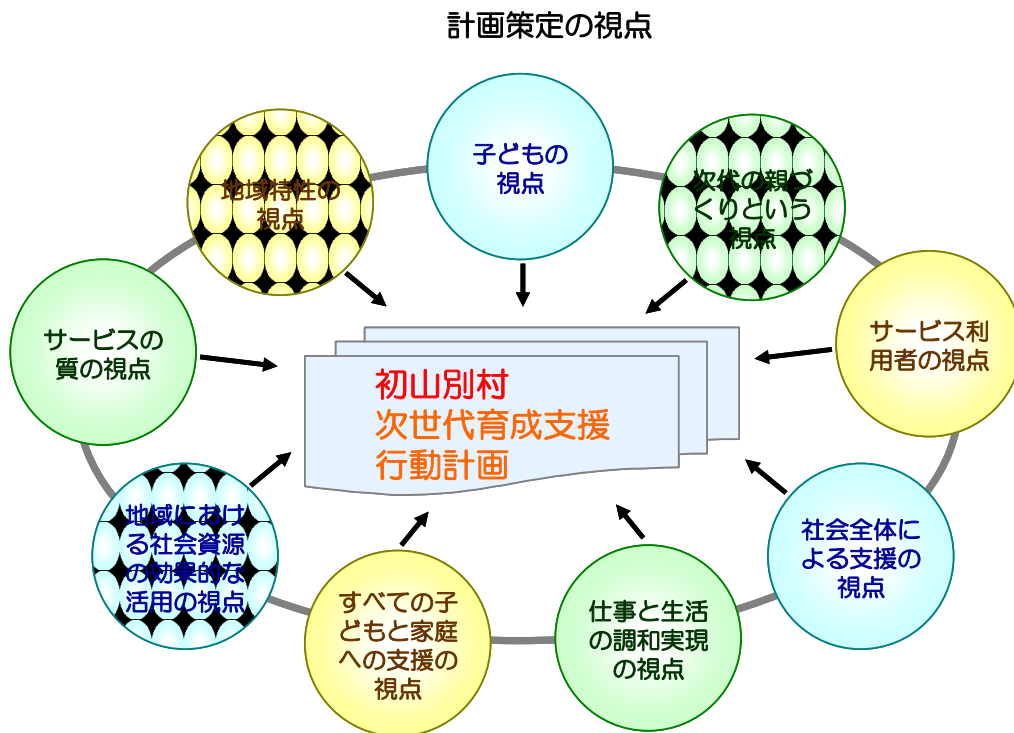 計画策定の視点
子どもの
視点
次代の親づ
くりという
視点
サービス利
用者の視点
社会全体に
よる支援の
視点
仕事と生活
の調和実現
の視点
すべての子
どもと家庭
への支援の
視点
地域におけ
る社会資源
の効果的な
活用の視点
サービスの
質の視点
地域特性の
視点
初山別村
次世代育成支援
行動計画